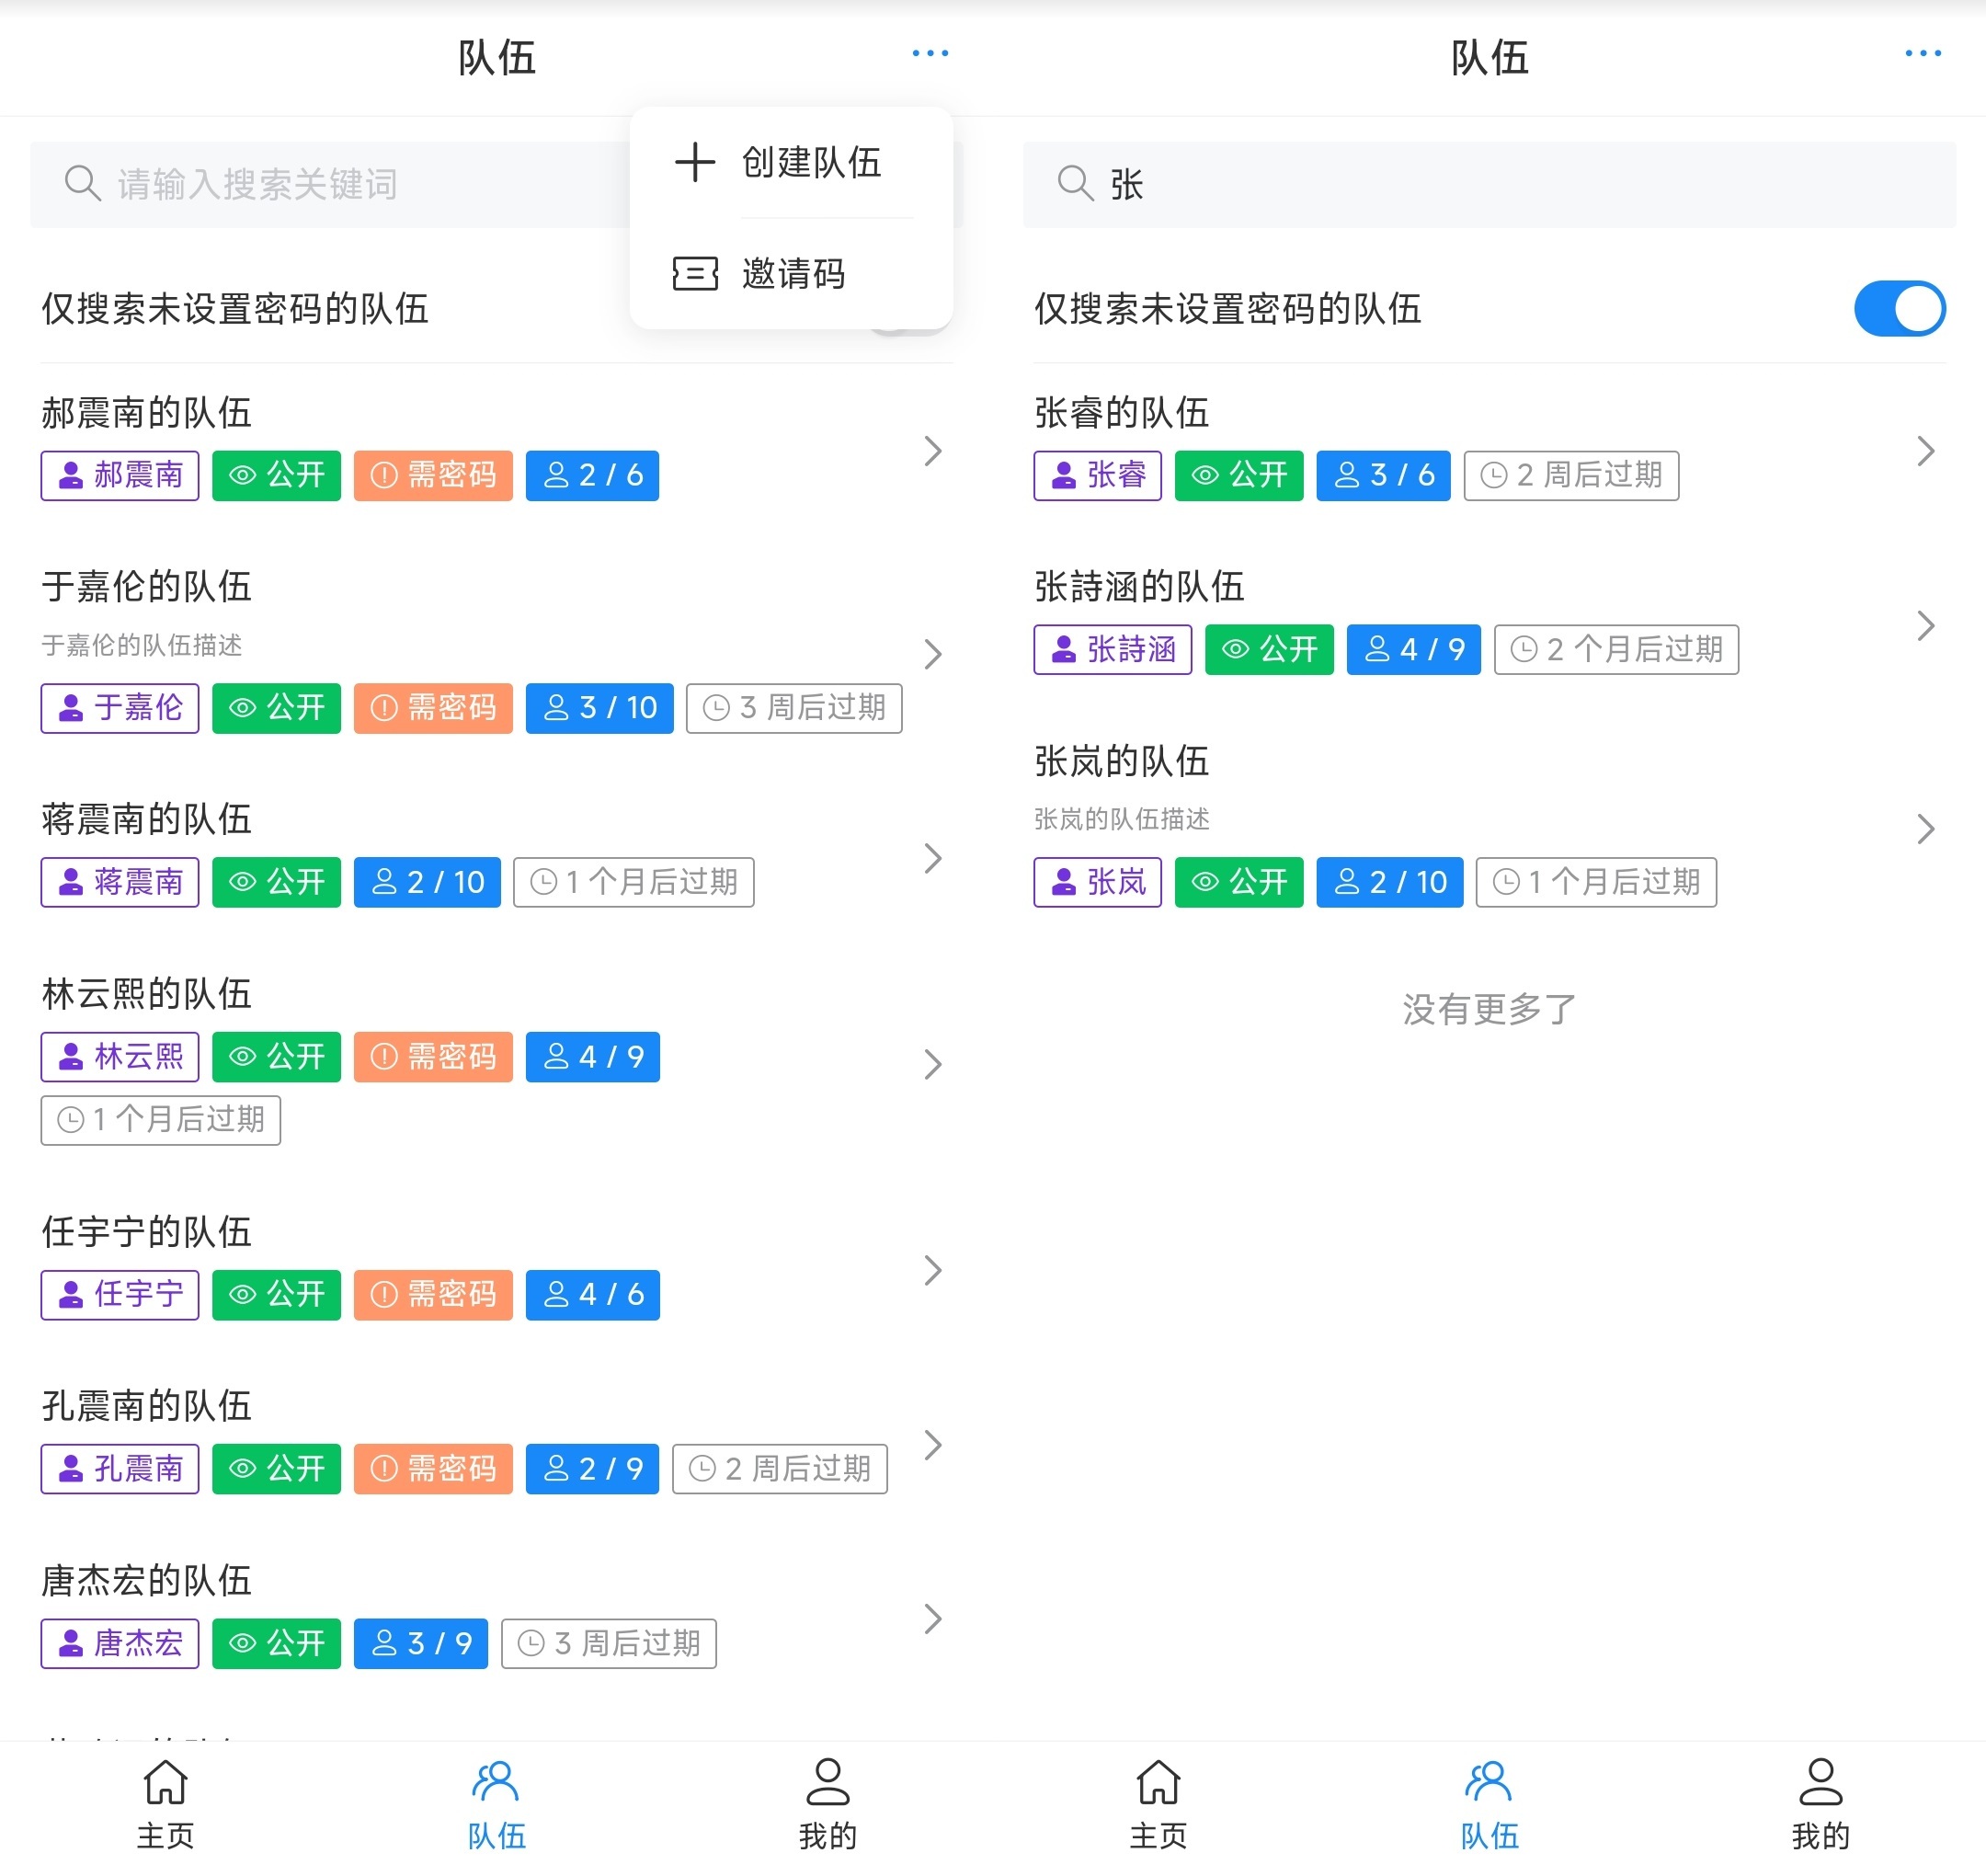 队伍
创建队伍
邀请码
请输入搜索关键词
仅搜索未设置密码的队伍
郝震南的队伍
郝震南 公开 需密码 2 / 6
于嘉伦的队伍
于嘉伦的队伍描述
于嘉伦 公开 需密码 3 / 10 3 周后过期
蒋震南的队伍
蒋震南 公开 2 / 10 1 个月后过期
林云熙的队伍
林云熙 公开 需密码 4 / 9
1 个月后过期
任宇宁的队伍
任宇宁 公开 需密码 4 / 6
孔震南的队伍
孔震南 公开 需密码 2 / 9 2 周后过期
唐杰宏的队伍
唐杰宏 公开 3 / 9 3 周后过期
主页 队伍 我的
队伍
张
仅搜索未设置密码的队伍
张睿的队伍
张睿 公开 3 / 6 2 周后过期
张詩涵的队伍
张詩涵 公开 4 / 9 2 个月后过期
张岚的队伍
张岚的队伍描述
张岚 公开 2 / 10 1 个月后过期
没有更多了
主页 队伍 我的